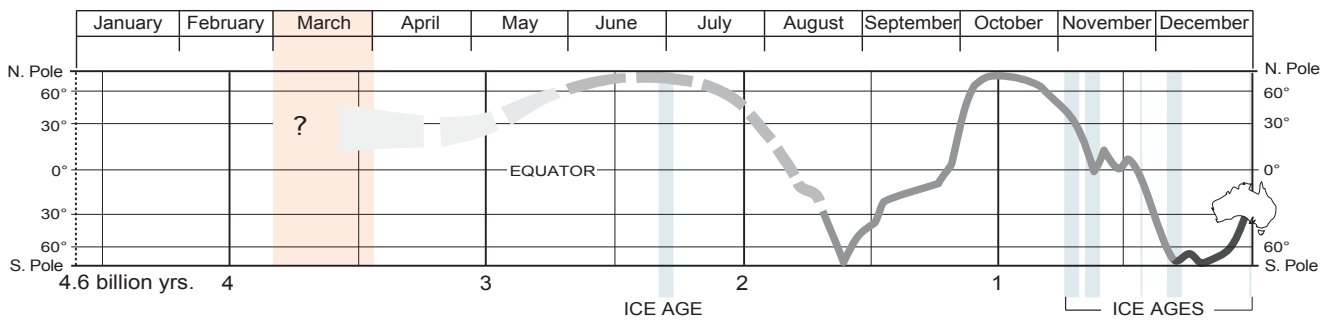 January February March April May June July August September October November December
N. Pole N. Pole
60° 60°
30° ? 30°
0° EQUATOR 0°
30°
60° 60°
S. Pole S. Pole
4.6 billion yrs. 4 3 2 1
ICE AGE ICE AGES